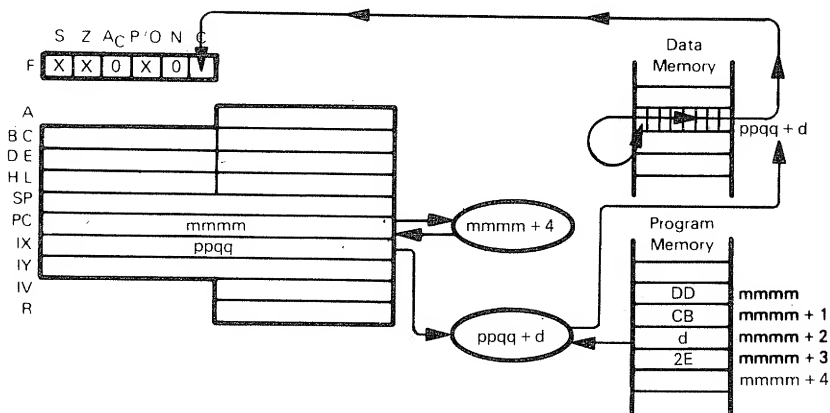 S Z AC P/O N C
F X X 0 X 0
A
B C
D E
H L
SP
PC mmmm
IX ppqq
IY
IV
R
mmmm + 4
ppqq + d
Data
Memory
ppqq + d
Program
Memory
DD mmmm
CB mmmm + 1
d mmmm + 2
2E mmmm + 3
mmmm + 4